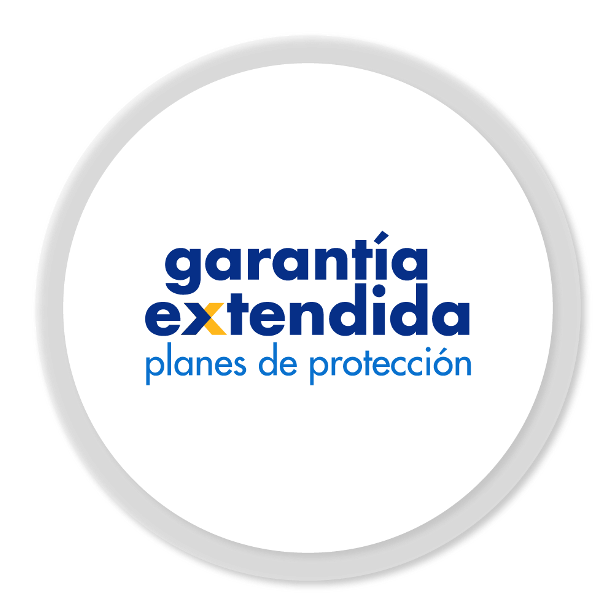 garantía
extendida
planes de protección